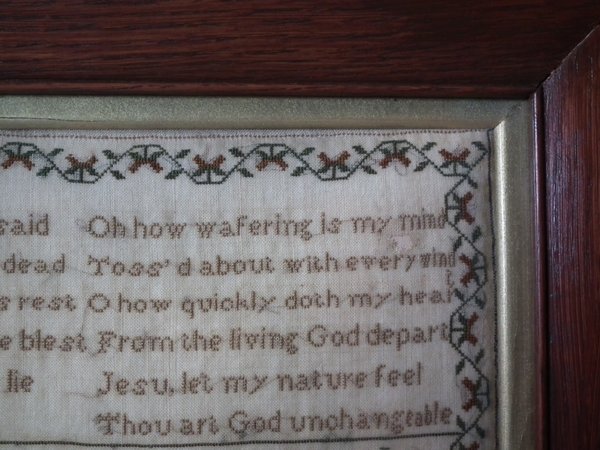 said Oh how wafering is my mind
dead Toss'd about with every wind
s rest O how quickly doth my heart
e blest From the living God depart
lie Jesu, let my nature feel
Thou art God unchangeable